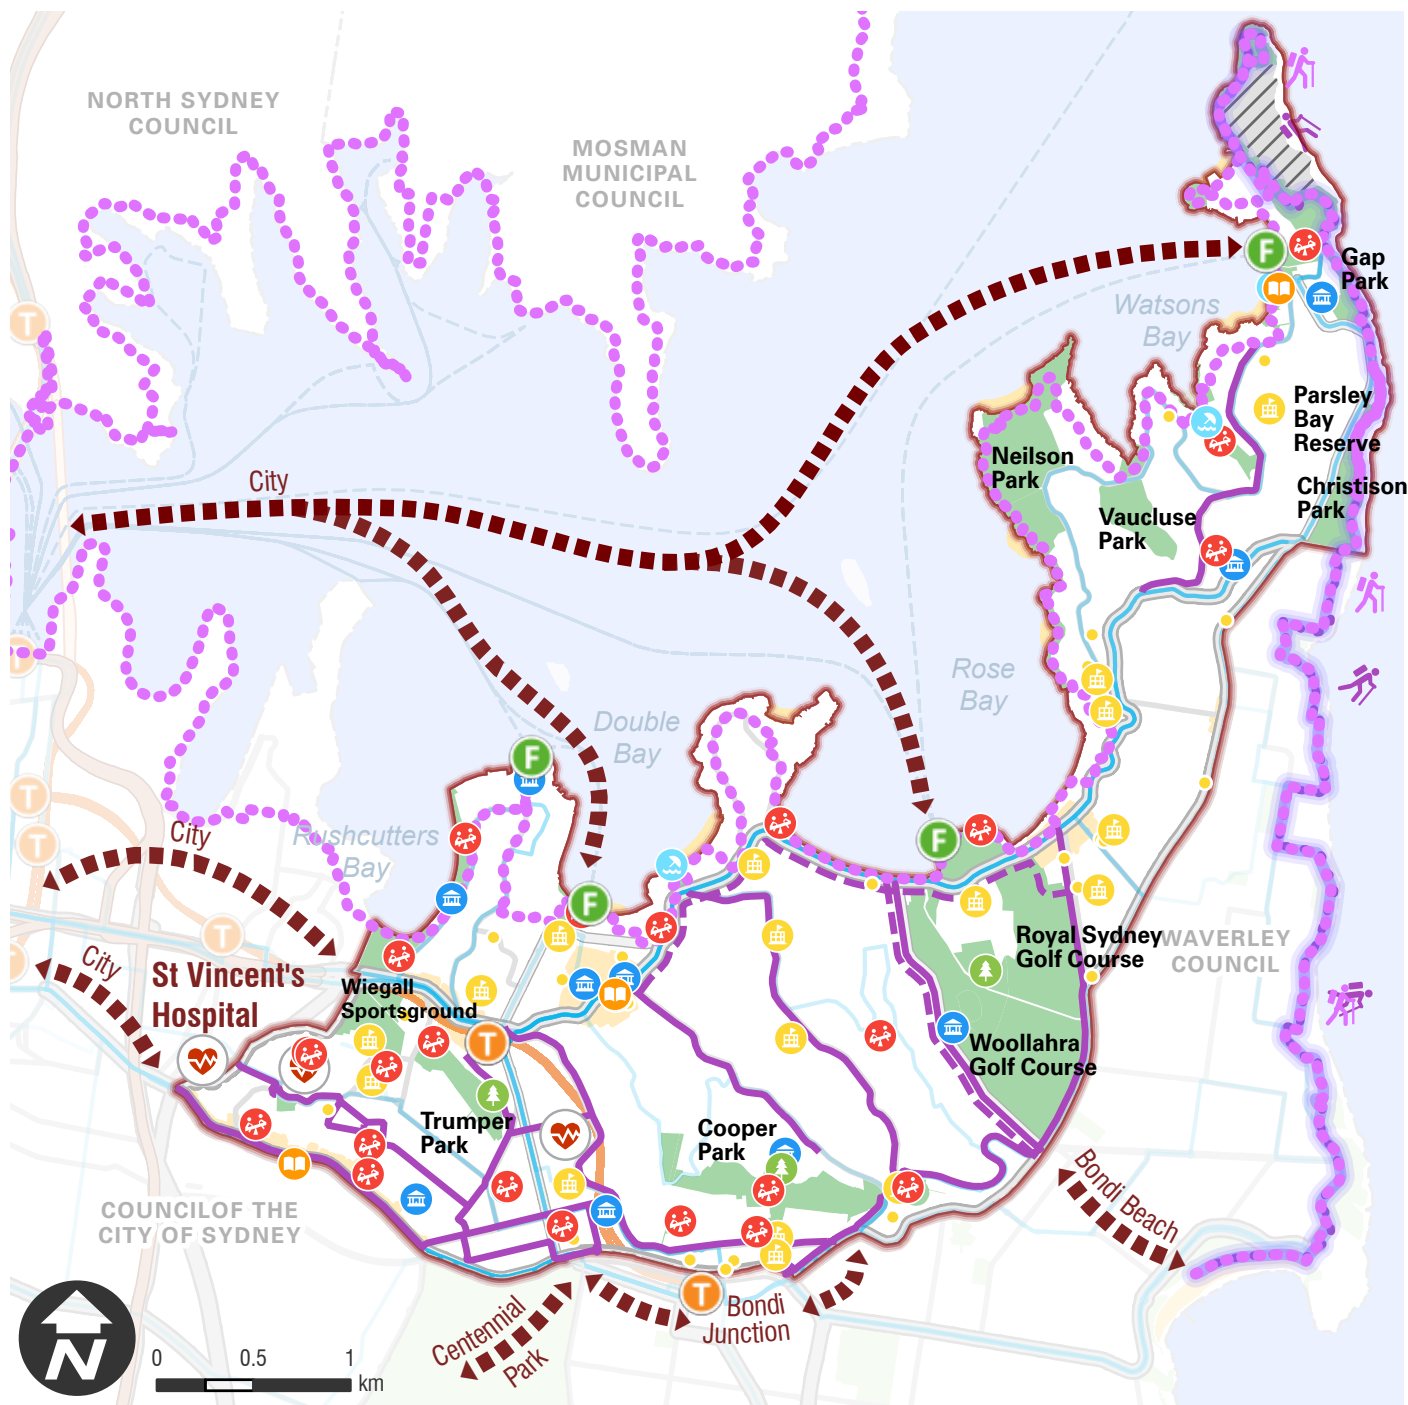 NORTH SYDNEY
COUNCIL
MOSMAN
MUNICIPAL
COUNCIL
F
Gap
Park
Watsons
Bay
T
Parsley
Bay
Reserve
Neilson
Park
City
Christison
Park
Vaucluse
Park
T
Rose
Bay
Double
Bay
F
T
City
Rushcutters
Bay
T
F
F
T
City
St Vincent's
Hospital
Wiegall
Sportsground
Royal Sydney
Golf Course
WAVERLEY
COUNCIL
T
Woollahra
Golf Course
Trumper
Park
Cooper
Park
Bondi Beach
COUNCILOF THE
CITY OF SYDNEY
T
Bondi
Junction
Centennial
Park
N
0 0.5 1
km